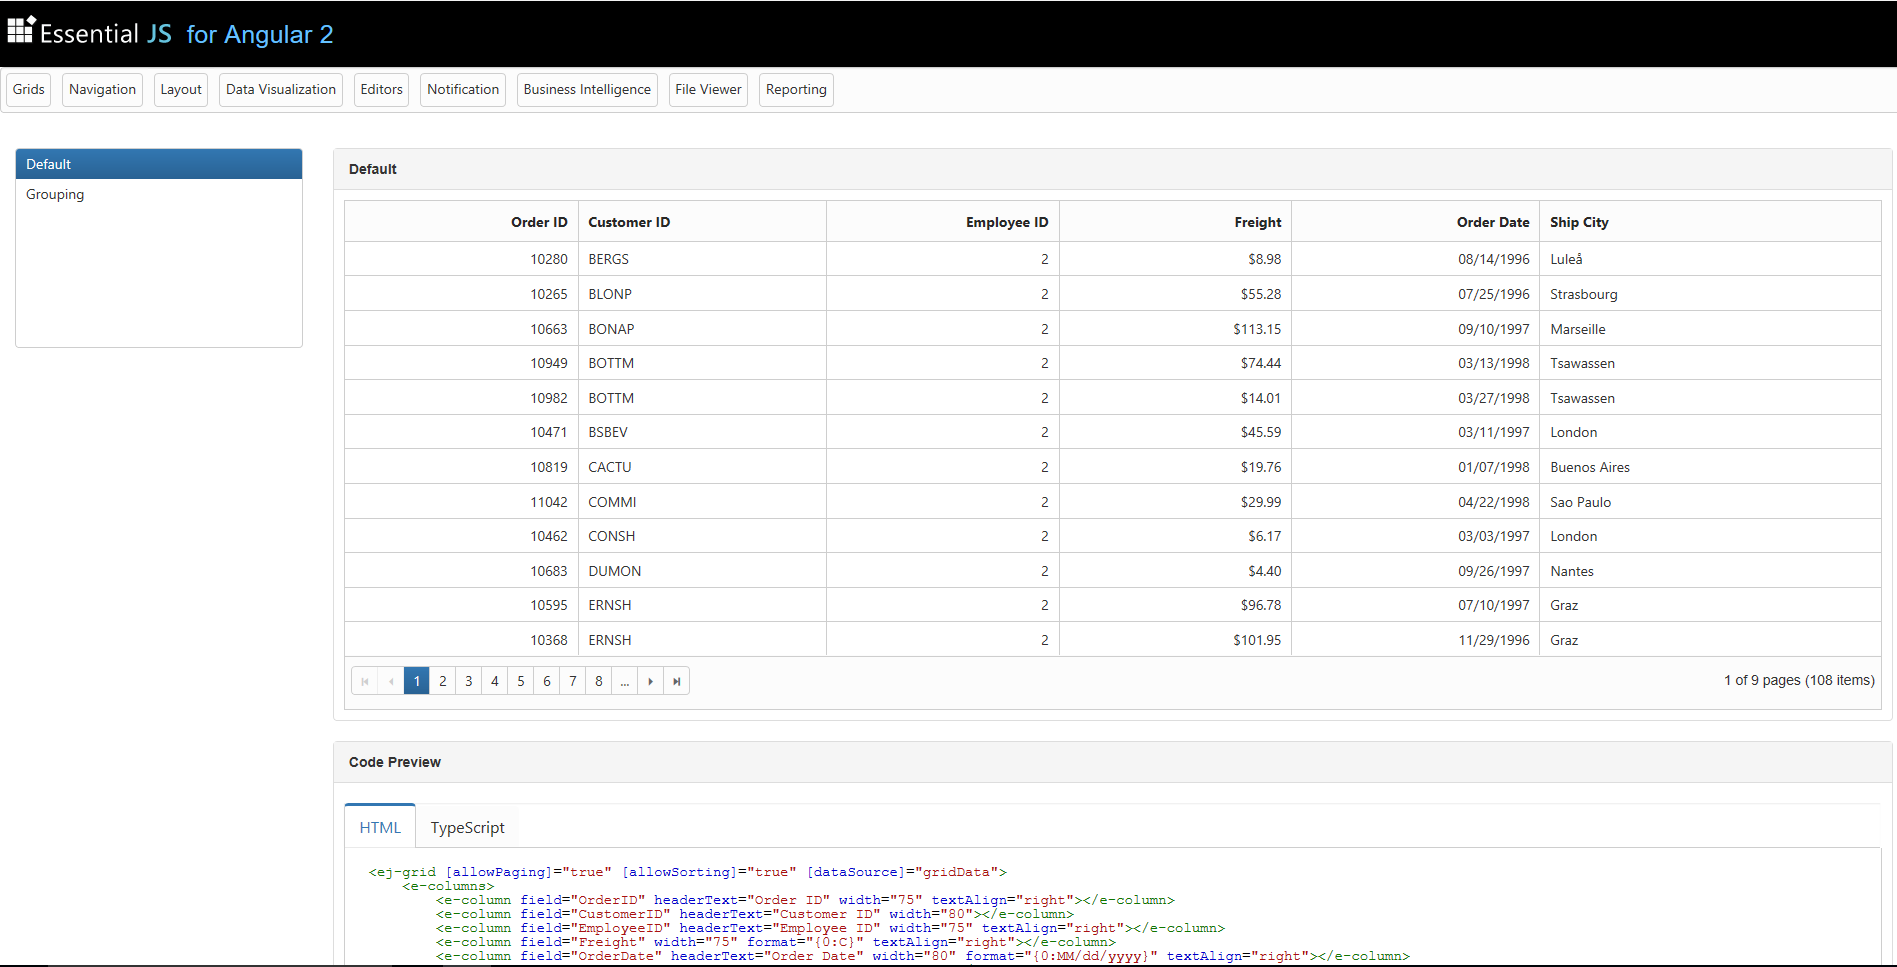 Essential JS for Angular 2
Grids Navigation Layout Data Visualization Editors Notification Business Intelligence File Viewer Reporting
Default
Grouping
Default
Order ID Customer ID Employee ID Freight Order Date Ship City
10280 BERGS 2 $8.98 08/14/1996 Luleå
10265 BLONP 2 $55.28 07/25/1996 Strasbourg
10663 BONAP 2 $113.15 09/10/1997 Marseille
10949 BOTTM 2 $74.44 03/13/1998 Tsawassen
10982 BOTTM 2 $14.01 03/27/1998 Tsawassen
10471 BSBEV 2 $45.59 03/11/1997 London
10819 CACTU 2 $19.76 01/07/1998 Buenos Aires
11042 COMMI 2 $29.99 04/22/1998 Sao Paulo
10462 CONSH 2 $6.17 03/03/1997 London
10683 DUMON 2 $4.40 09/26/1997 Nantes
10595 ERNSH 2 $96.78 07/10/1997 Graz
10368 ERNSH 2 $101.95 11/29/1996 Graz
1 2 3 4 5 6 7 8 ... 1 of 9 pages (108 items)
Code Preview
HTML TypeScript
<ej-grid [allowPaging]="true" [allowSorting]="true" [dataSource]="gridData">
<e-columns>
<e-column field="OrderID" headerText="Order ID" width="75" textAlign="right"></e-column>
<e-column field="CustomerID" headerText="Customer ID" width="80"></e-column>
<e-column field="EmployeeID" headerText="Employee ID" width="75" textAlign="right"></e-column>
<e-column field="Freight" width="75" format="{0:C}" textAlign="right"></e-column>
<e-column field="OrderDate" headerText="Order Date" width="80" format="{0:MM/dd/yyyy}" textAlign="right"></e-column>